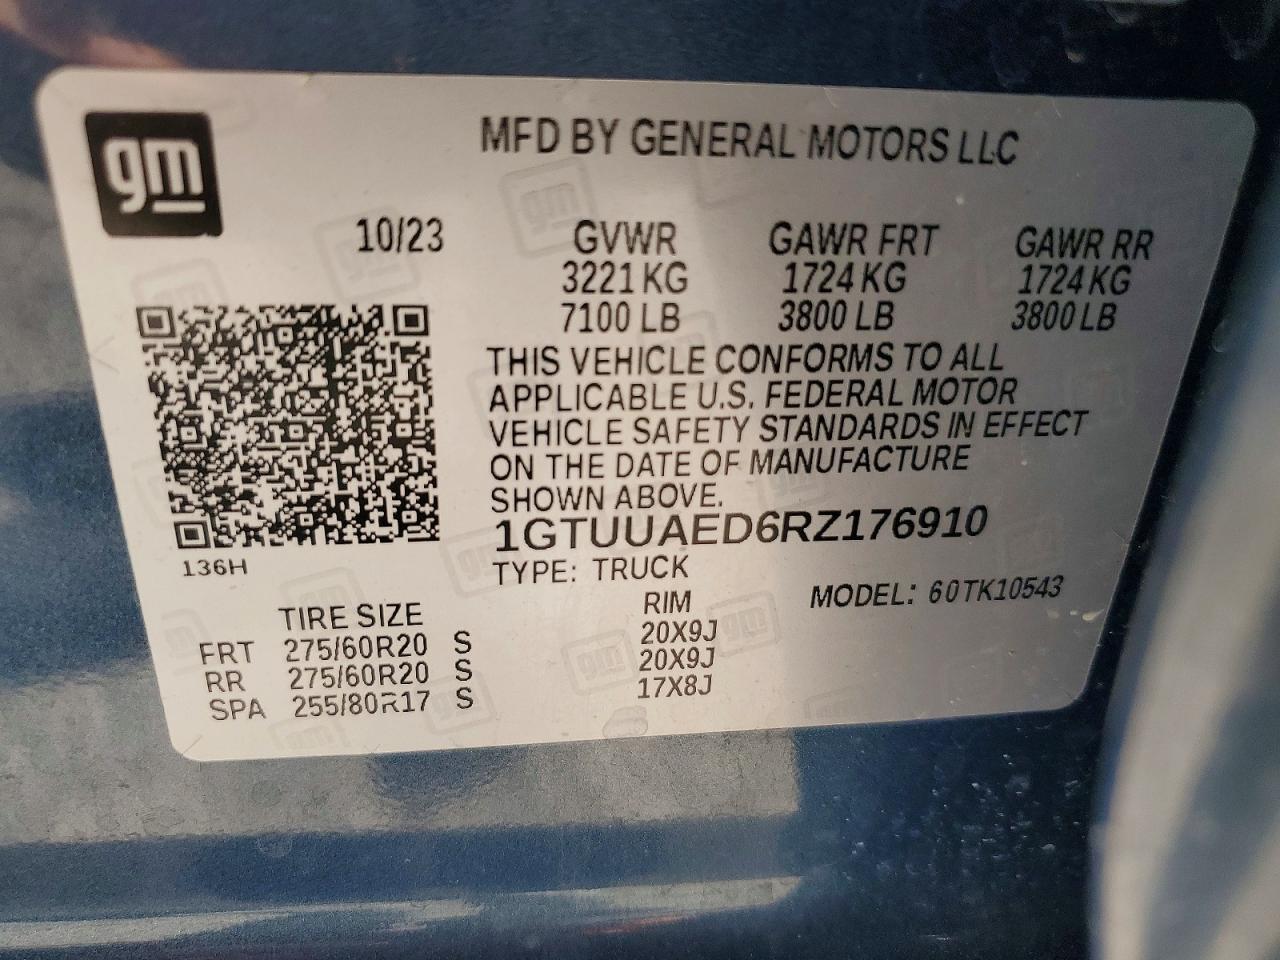 gm
MFD BY GENERAL MOTORS LLC
10/23
GVWR GAWR FRT GAWR RR
3221 KG 1724 KG 1724 KG
7100 LB 3800 LB 3800 LB
THIS VEHICLE CONFORMS TO ALL
APPLICABLE U.S. FEDERAL MOTOR
VEHICLE SAFETY STANDARDS IN EFFECT
ON THE DATE OF MANUFACTURE
SHOWN ABOVE.
1GTUUAED6RZ176910
136H
TYPE: TRUCK
MODEL: 60TK10543
TIRE SIZE RIM
FRT 275/60R20 S 20X9J
RR 275/60R20 S 20X9J
SPA 255/80R17 S 17X8J